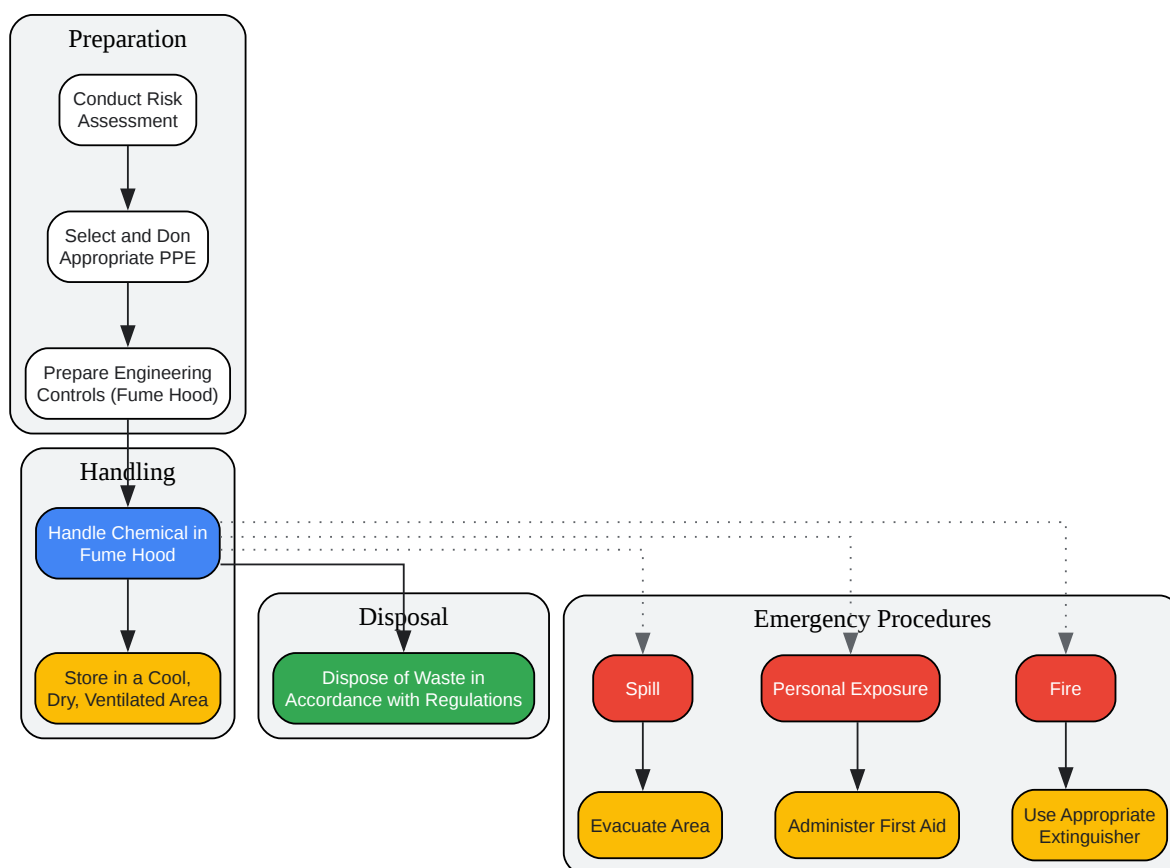 Preparation
Conduct Risk
Assessment
Select and Don
Appropriate PPE
Prepare Engineering
Controls (Fume Hood)
Handling
Handle Chemical in
Fume Hood
Store in a Cool,
Dry, Ventilated Area
Disposal
Dispose of Waste in
Accordance with Regulations
Emergency Procedures
Spill
Personal Exposure
Fire
Evacuate Area
Administer First Aid
Use Appropriate
Extinguisher